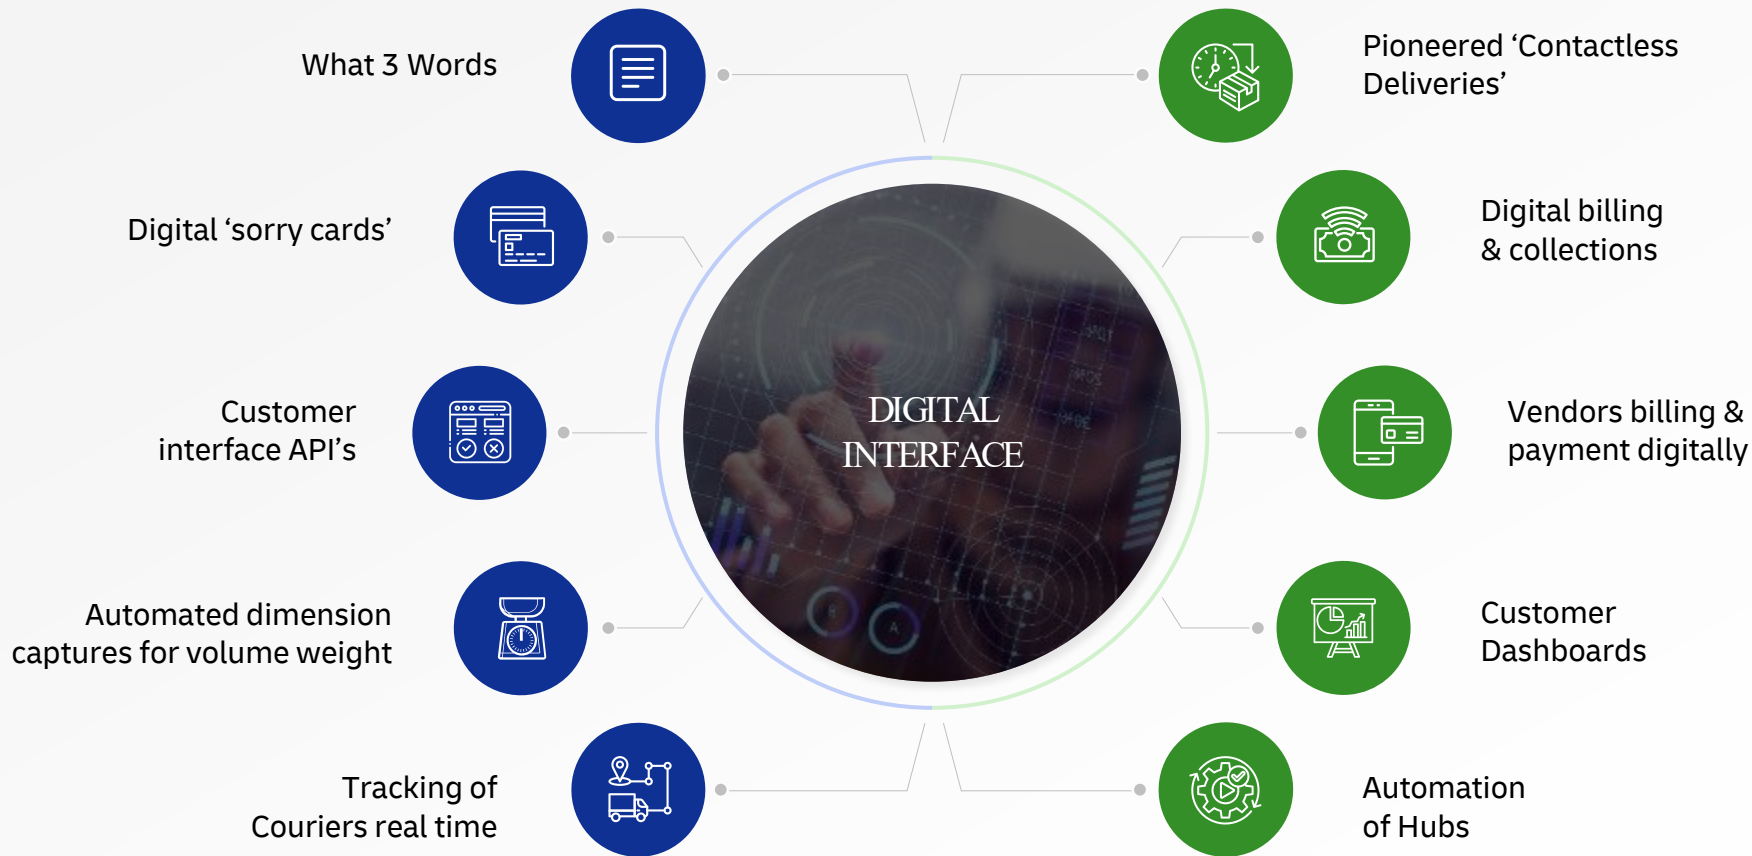 What 3 Words
Digital ‘sorry cards’
Customer
interface API’s
Automated dimension
captures for volume weight
Tracking of
Couriers real time
DIGITAL
INTERFACE
Pioneered ‘Contactless
Deliveries’
Digital billing
& collections
Vendors billing &
payment digitally
Customer
Dashboards
Automation
of Hubs